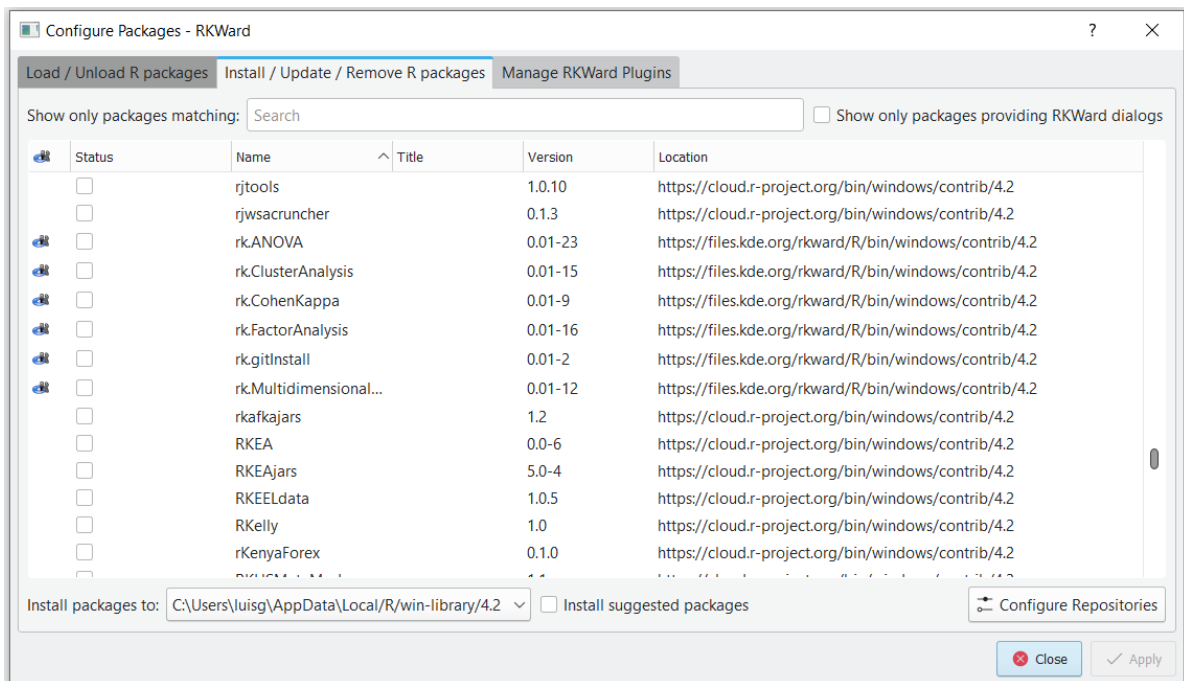 Configure Packages - RKWard ?
Load / Unload R packages Install / Update / Remove R packages Manage RKWard Plugins
Show only packages matching: Search Show only packages providing RKWard dialogs
Status Name Title Version Location
rjtools 1.0.10 https://cloud.r-project.org/bin/windows/contrib/4.2
rjwsacruncher 0.1.3 https://cloud.r-project.org/bin/windows/contrib/4.2
rk.ANOVA 0.01-23 https://files.kde.org/rkward/R/bin/windows/contrib/4.2
rk.ClusterAnalysis 0.01-15 https://files.kde.org/rkward/R/bin/windows/contrib/4.2
rk.CohenKappa 0.01-9 https://files.kde.org/rkward/R/bin/windows/contrib/4.2
rk.FactorAnalysis 0.01-16 https://files.kde.org/rkward/R/bin/windows/contrib/4.2
rk.gitInstall 0.01-2 https://files.kde.org/rkward/R/bin/windows/contrib/4.2
rk.Multidimensional... 0.01-12 https://files.kde.org/rkward/R/bin/windows/contrib/4.2
rkafkajars 1.2 https://cloud.r-project.org/bin/windows/contrib/4.2
RKEA 0.0-6 https://cloud.r-project.org/bin/windows/contrib/4.2
RKEAjars 5.0-4 https://cloud.r-project.org/bin/windows/contrib/4.2
RKEELdata 1.0.5 https://cloud.r-project.org/bin/windows/contrib/4.2
RKelly 1.0 https://cloud.r-project.org/bin/windows/contrib/4.2
rKenyaForex 0.1.0 https://cloud.r-project.org/bin/windows/contrib/4.2
Install packages to: C:\Users\luisg\AppData\Local/R/win-library/4.2 Install suggested packages Configure Repositories
Close Apply